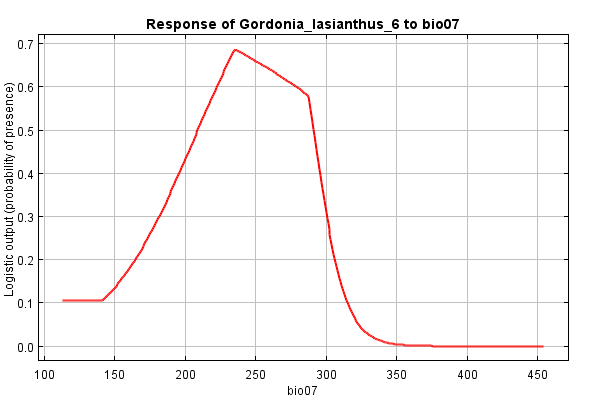 Response of Gordonia_lasianthus_6 to bio07
Logistic output (probability of presence)
0.7
0.6
0.5
0.4
0.3
0.2
0.1
0.0
100 150 200 250 300 350 400 450
bio07